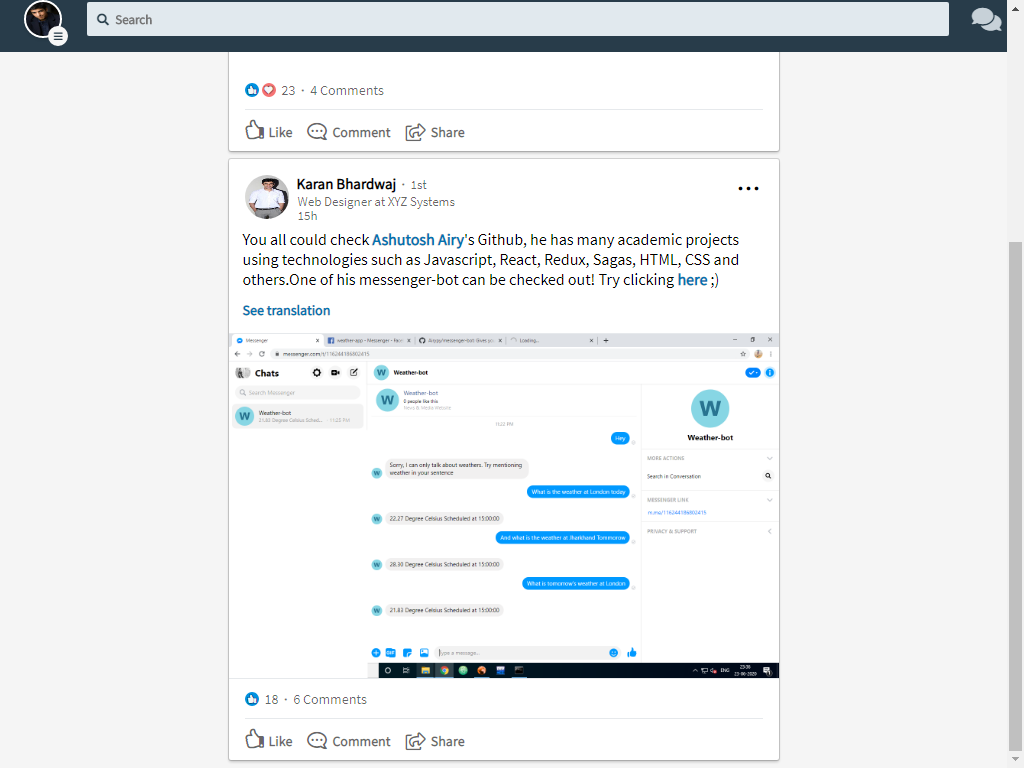 Search
23 · 4 Comments
Like Comment Share
Karan Bhardwaj · 1st
Web Designer at XYZ Systems
15h
You all could check Ashutosh Airy's Github, he has many academic projects
using technologies such as Javascript, React, Redux, Sagas, HTML, CSS and
others.One of his messenger-bot can be checked out! Try clicking here ;)
See translation
Messenger
weather-app - Messenger - Face
Loading...
messenger.com/t/116244186802415
Chats
Weather-bot
Search Messenger
Weather-bot
21.83 Degree Celsius Sched... · 11:23 PM
Weather-bot
0 people like this
News & Media Website
11:22 PM
Hey
Sorry, I can only talk about weathers. Try mentioning
weather in your sentence
What is the weather at London today
22.27 Degree Celsius Scheduled at 15:00:00
And what is the weather at Jharkhand Tommorow
28.30 Degree Celsius Scheduled at 15:00:00
What is tomorrow's weather at London
21.83 Degree Celsius Scheduled at 15:00:00
Type a message...
W
Weather-bot
MORE ACTIONS
Search in Conversation
MESSENGER LINK
m.me/116244186802415
PRIVACY & SUPPORT
ENG
23:36
23-06-2020
18 · 6 Comments
Like Comment Share